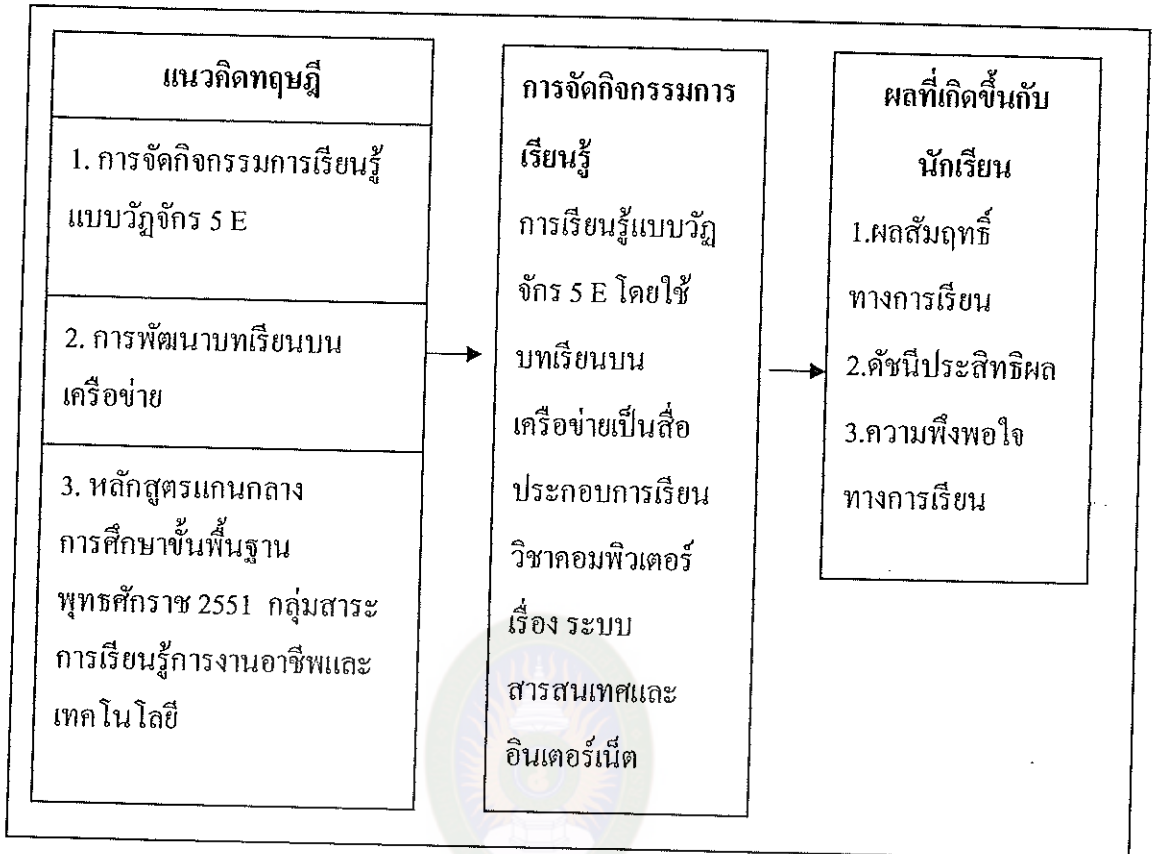 แนวคิดทฤษฎี
1. การจัดกิจกรรมการเรียนรู้
แบบวัฏจักร 5 E
2. การพัฒนาบทเรียนบน
เครือข่าย
3. หลักสูตรแกนกลาง
การศึกษาขั้นพื้นฐาน
พุทธศักราช 2551 กลุ่มสาระ
การเรียนรู้การงานอาชีพและ
เทคโนโลยี
การจัดกิจกรรมการ
เรียนรู้
การเรียนรู้แบบวัฏ
จักร 5 E โดยใช้
บทเรียนบน
เครือข่ายเป็นสื่อ
ประกอบการเรียน
วิชาคอมพิวเตอร์
เรื่อง ระบบ
สารสนเทศและ
อินเตอร์เน็ต
ผลที่เกิดขึ้นกับ
นักเรียน
1.ผลสัมฤทธิ์
ทางการเรียน
2.ดัชนีประสิทธิผล
3.ความพึงพอใจ
ทางการเรียน